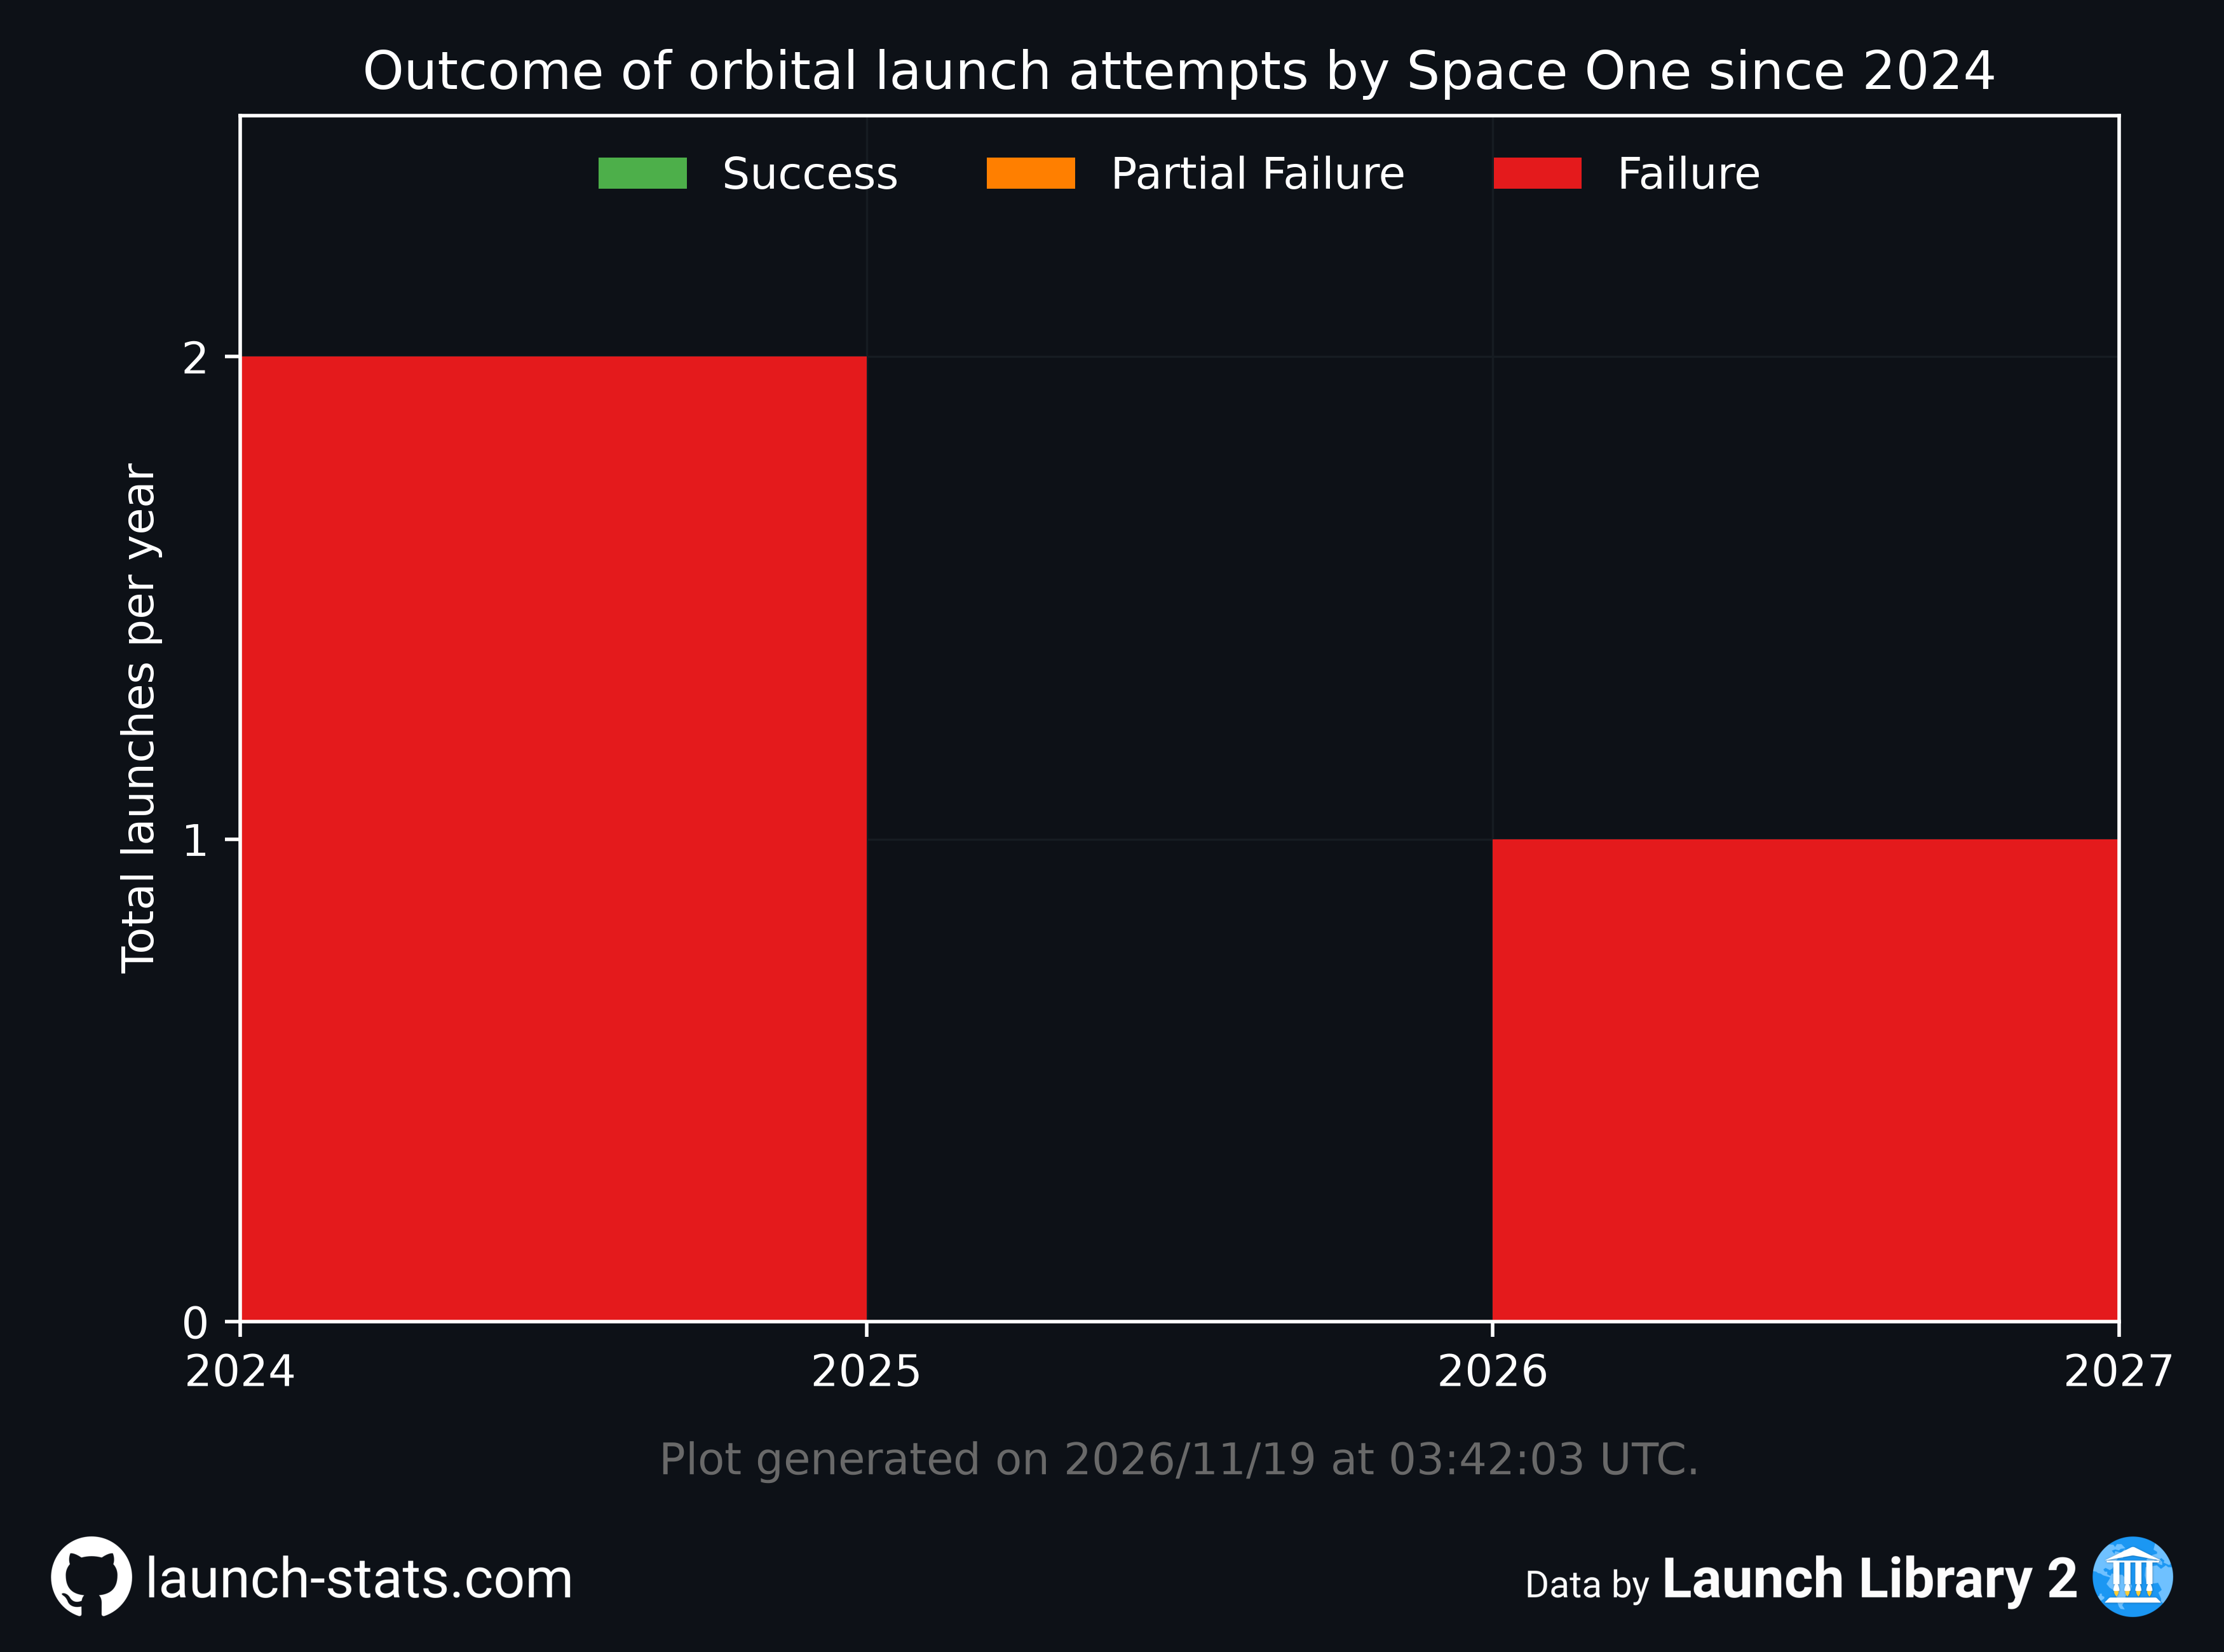 Outcome of orbital launch attempts by Space One since 2024
Success
Partial Failure
Failure
Total launches per year
2
1
0
2024
2025
2026
2027
Plot generated on 2026/11/19 at 03:42:03 UTC.
launch-stats.com
Data by Launch Library 2